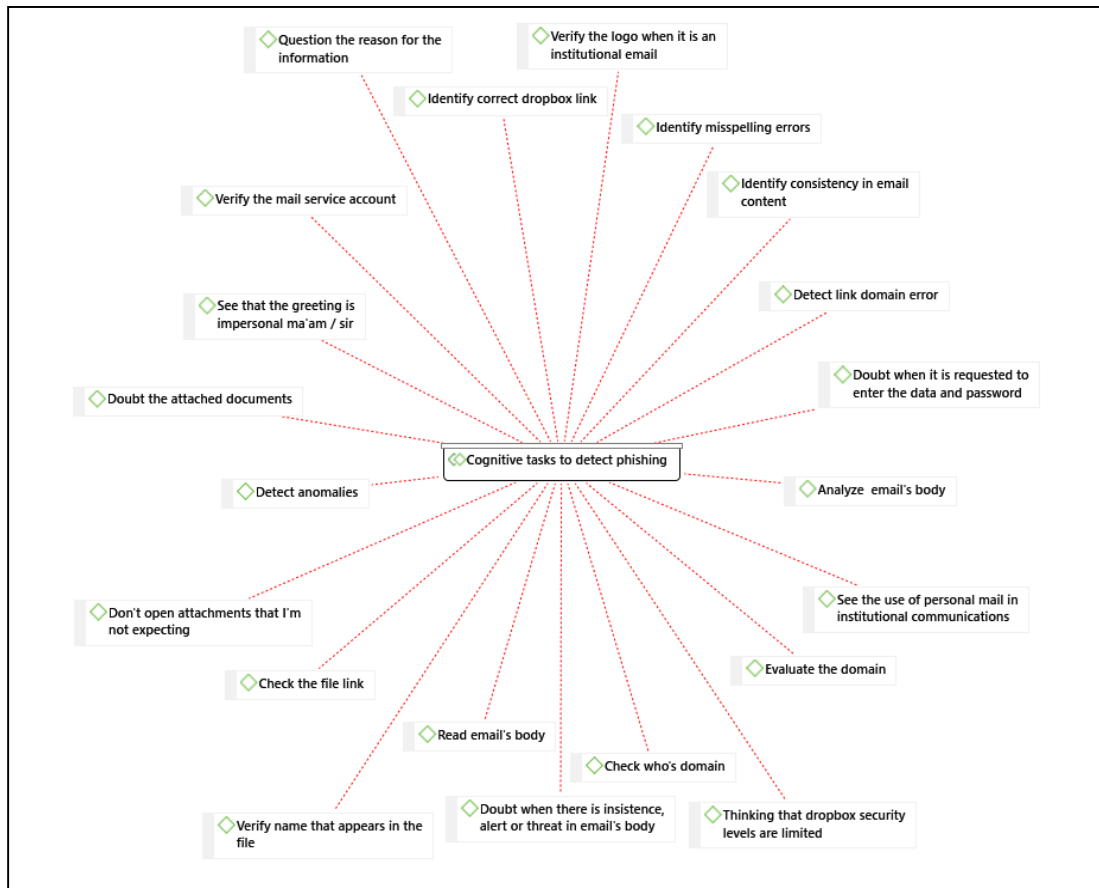 Question the reason for the
information
Verify the logo when it is an
institutional email
Identify correct dropbox link
Identify misspelling errors
Verify the mail service account
Identify consistency in email
content
See that the greeting is
impersonal ma'am / sir
Detect link domain error
Doubt the attached documents
Doubt when it is requested to
enter the data and password
Cognitive tasks to detect phishing
Detect anomalies
Analyze email's body
Don't open attachments that I'm
not expecting
See the use of personal mail in
institutional communications
Check the file link
Evaluate the domain
Read email's body
Check who's domain
Verify name that appears in the
file
Doubt when there is insistence,
alert or threat in email's body
Thinking that dropbox security
levels are limited